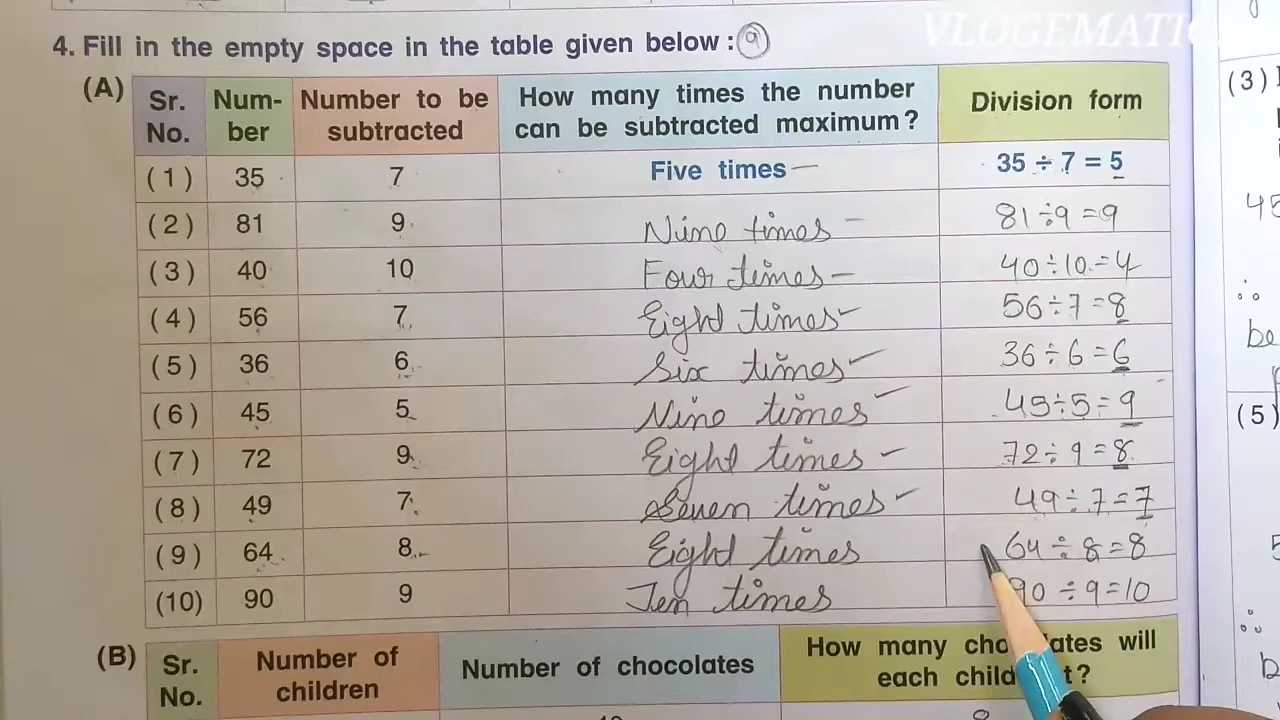 VLOGEMATIC
4. Fill in the empty space in the table given below : 9
(A) Sr. No. Num- ber Number to be subtracted How many times the number can be subtracted maximum? Division form
(1) 35 7 Five times 35 ÷ 7 = 5
(2) 81 9 Nine times 81 ÷ 9 = 9
(3) 40 10 Four times 40 ÷ 10 = 4
(4) 56 7 Eight times 56 ÷ 7 = 8
(5) 36 6 Six times 36 ÷ 6 = 6
(6) 45 5 Nine times 45 ÷ 5 = 9
(7) 72 9 Eight times 72 ÷ 9 = 8
(8) 49 7 Seven times 49 ÷ 7 = 7
(9) 64 8 Eight times 64 ÷ 8 = 8
(10) 90 9 Ten times 90 ÷ 9 = 10
(B) Sr. No. Number of children Number of chocolates How many will each
(3)
∴
be
(5)
∴